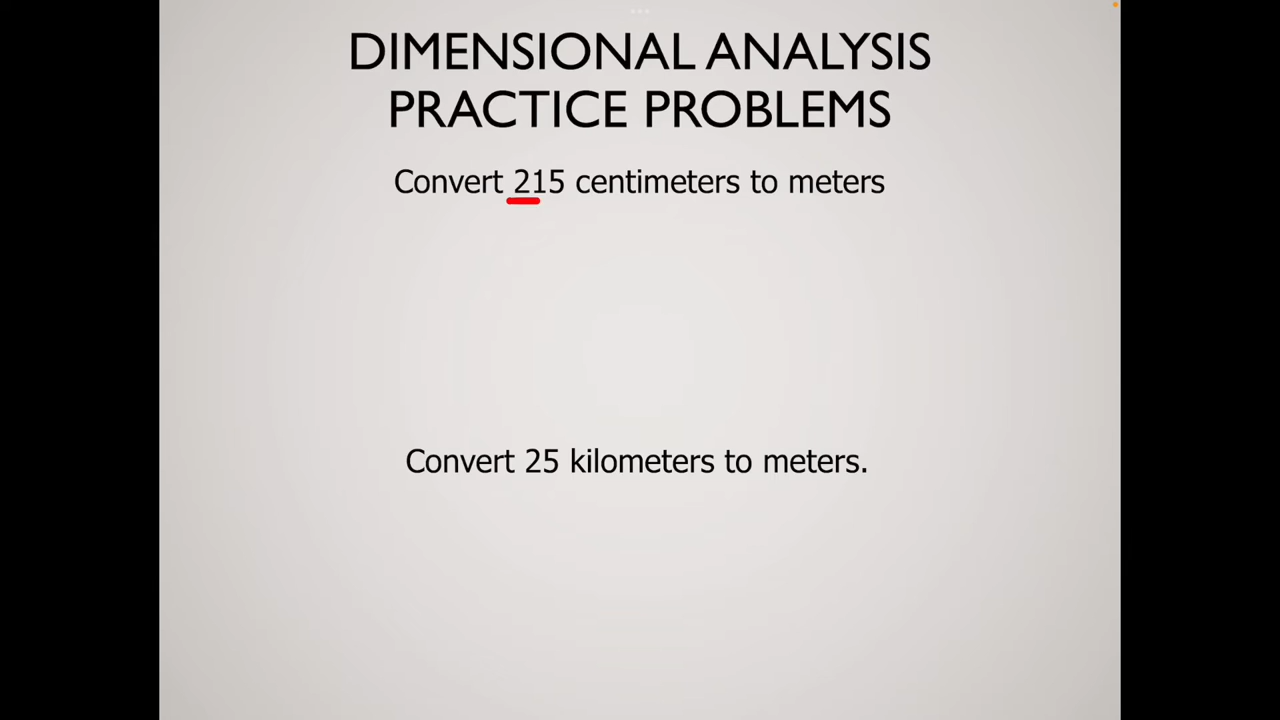 DIMENSIONAL ANALYSIS
PRACTICE PROBLEMS
Convert 215 centimeters to meters
Convert 25 kilometers to meters.